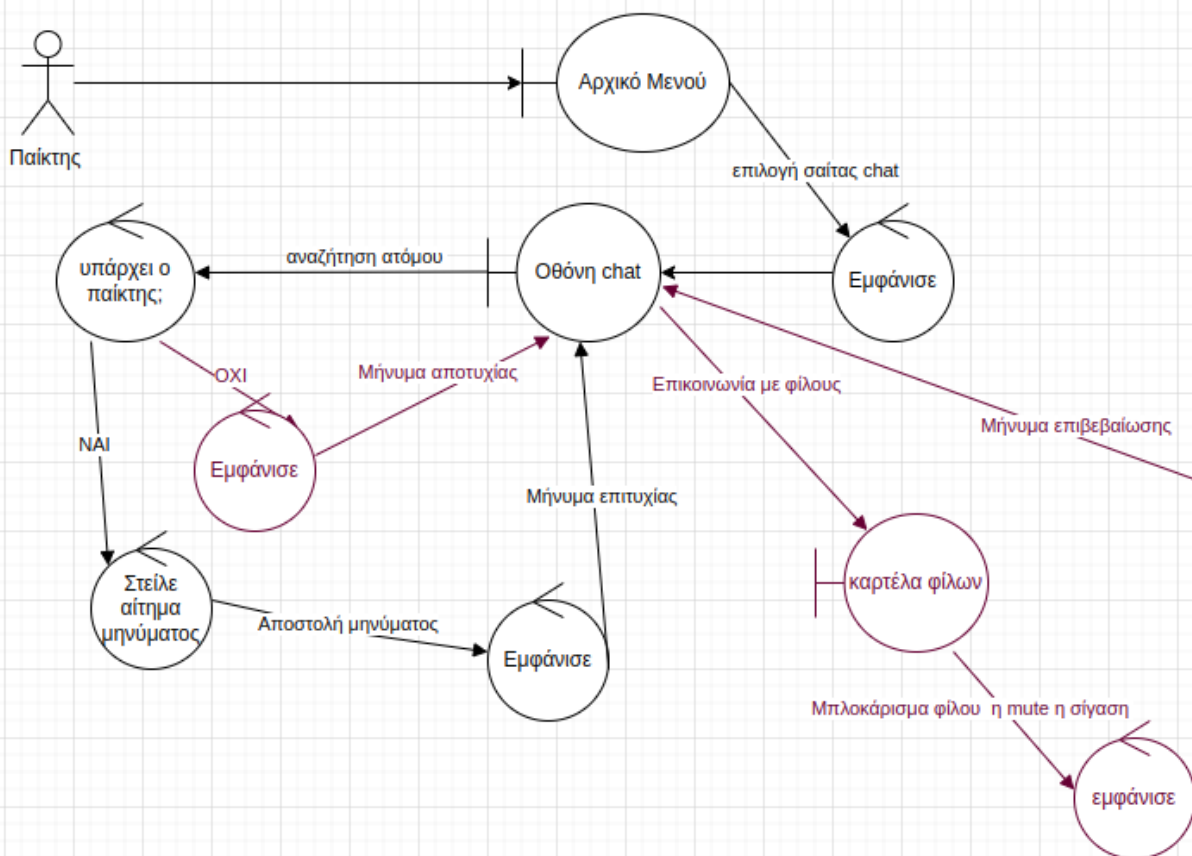 Αρχικό Μενού
Παίκτης
επιλογή σαίτας chat
αναζήτηση ατόμου
υπάρχει ο
παίκτης;
Οθόνη chat
Εμφάνισε
ΟΧΙ
Μήνυμα αποτυχίας
Επικοινωνία με φίλους
Μήνυμα επιβεβαίωσης
ΝΑΙ
Εμφάνισε
Μήνυμα επιτυχίας
Στείλε
αίτημα
μηνύματος
Αποστολή μηνύματος
καρτέλα φίλων
Εμφάνισε
Μπλοκάρισμα φίλου η mute η σίγαση
εμφάνισε